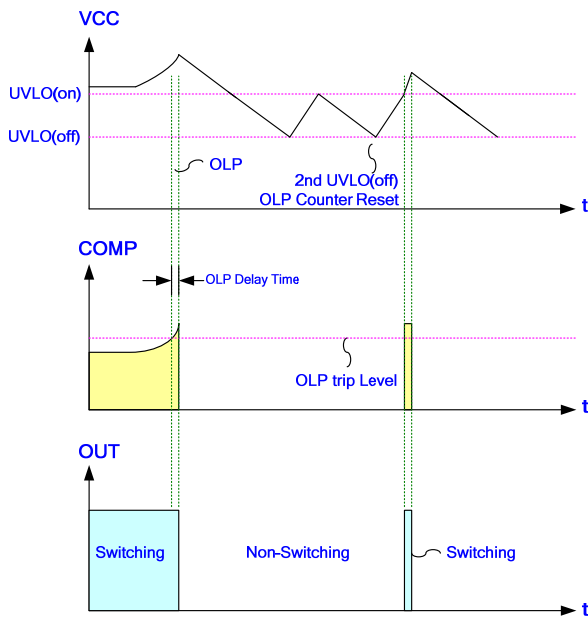 VCC
UVLO(on)
UVLO(off)
OLP
2nd UVLO(off)
OLP Counter Reset
t
COMP
OLP Delay Time
OLP trip Level
t
OUT
Switching
Non-Switching
Switching
t